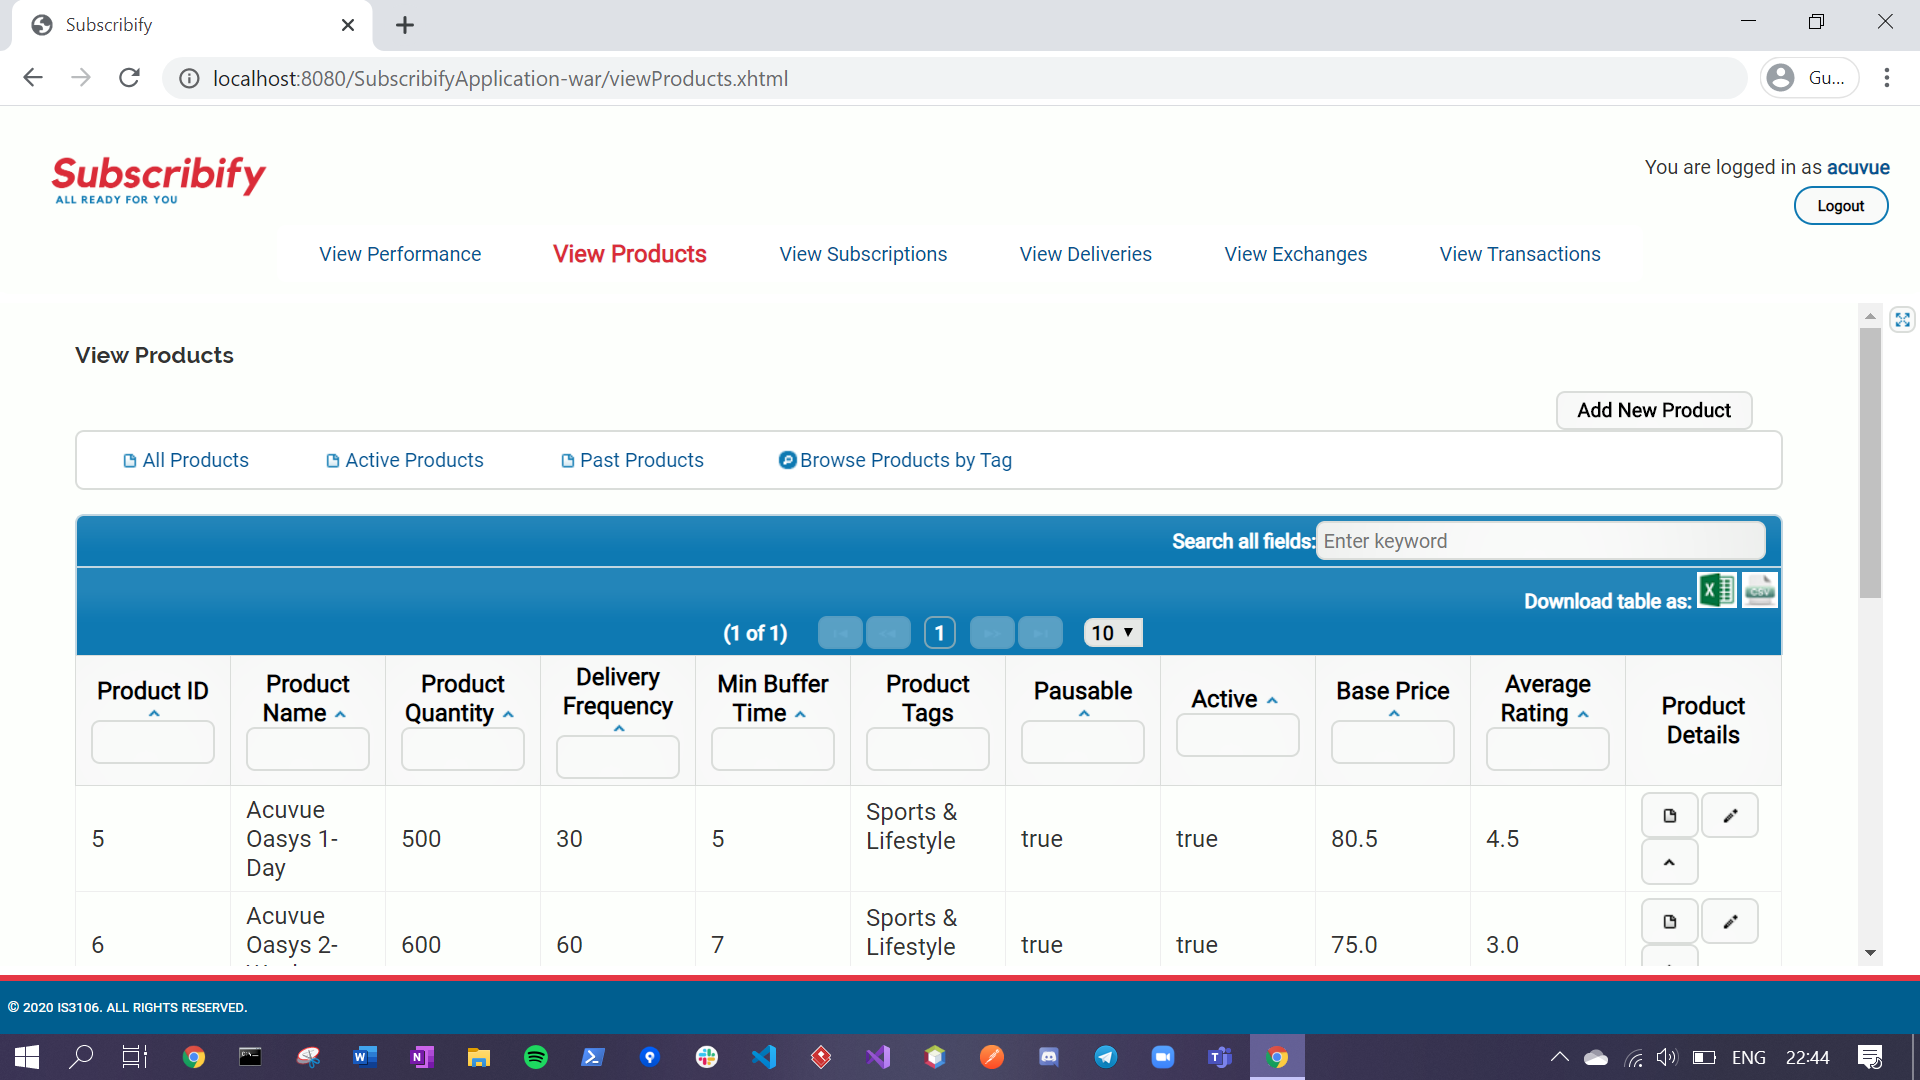 Subscribify
localhost:8080/SubscribifyApplication-war/viewProducts.xhtml
Gu...
Subscribify
ALL READY FOR YOU
You are logged in as acuvue
Logout
View Performance View Products View Subscriptions View Deliveries View Exchanges View Transactions
View Products
Add New Product
All Products Active Products Past Products Browse Products by Tag
Search all fields: Enter keyword
Download table as:
CSV
(1 of 1) 1 10
Product ID Product Name Product Quantity Delivery Frequency Min Buffer Time Product Tags Pausable Active Base Price Average Rating Product Details
5 Acuvue Oasys 1-Day 500 30 5 Sports & Lifestyle true true 80.5 4.5
6 Acuvue Oasys 2- 600 60 7 Sports & Lifestyle true true 75.0 3.0
© 2020 IS3106. ALL RIGHTS RESERVED.
ENG 22:44